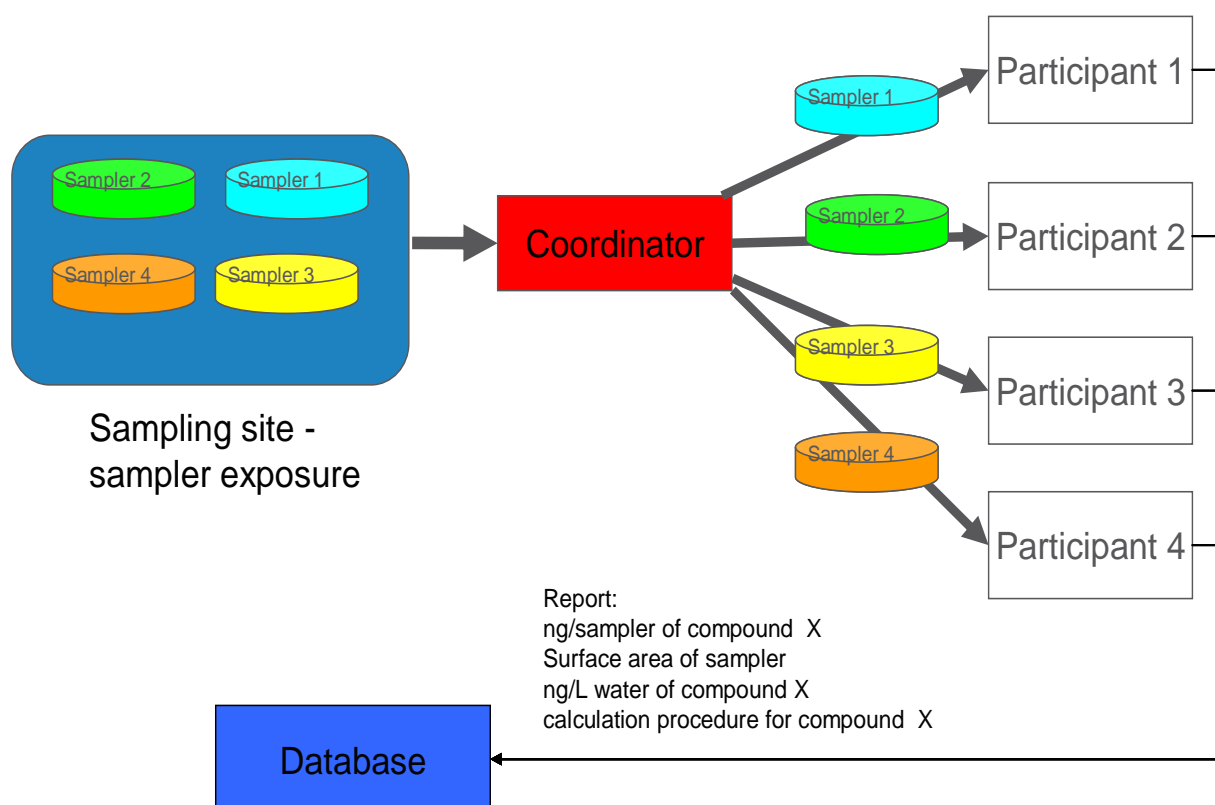 Sampler 2
Sampler 1
Sampler 4
Sampler 3
Sampling site -
sampler exposure
Coordinator
Sampler 1
Sampler 2
Sampler 3
Sampler 4
Participant 1
Participant 2
Participant 3
Participant 4
Report:
ng/sampler of compound X
Surface area of sampler
ng/L water of compound X
calculation procedure for compound X
Database